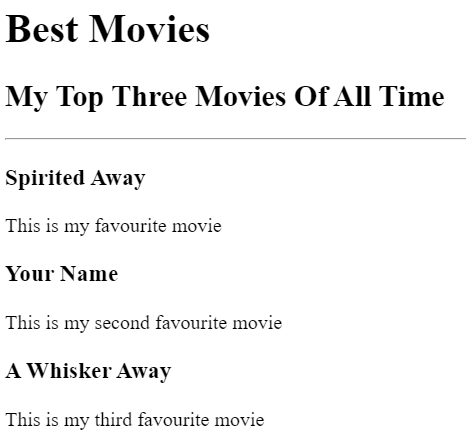 Best Movies
My Top Three Movies Of All Time
Spirited Away
This is my favourite movie
Your Name
This is my second favourite movie
A Whisker Away
This is my third favourite movie